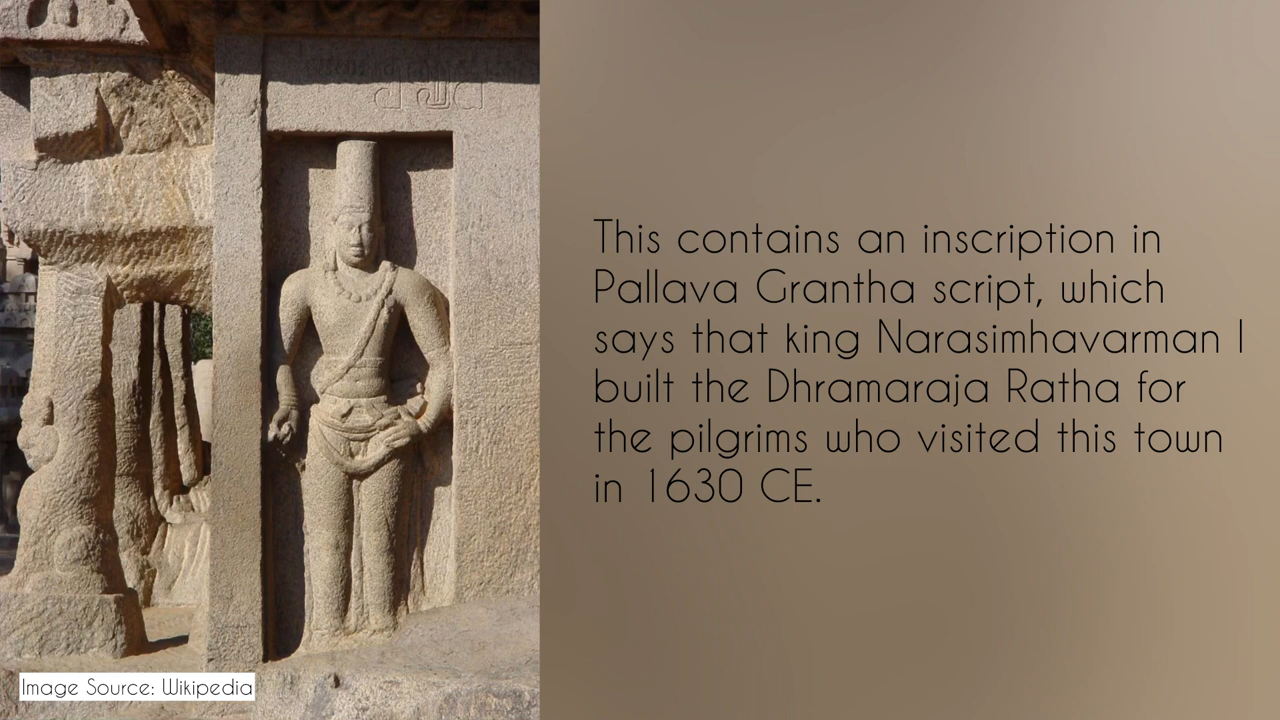 This contains an inscription in
Pallava Grantha script, which
says that king Narasimhavarman I
built the Dhramaraja Ratha for
the pilgrims who visited this town
in 1630 CE.
Image Source: Wikipedia